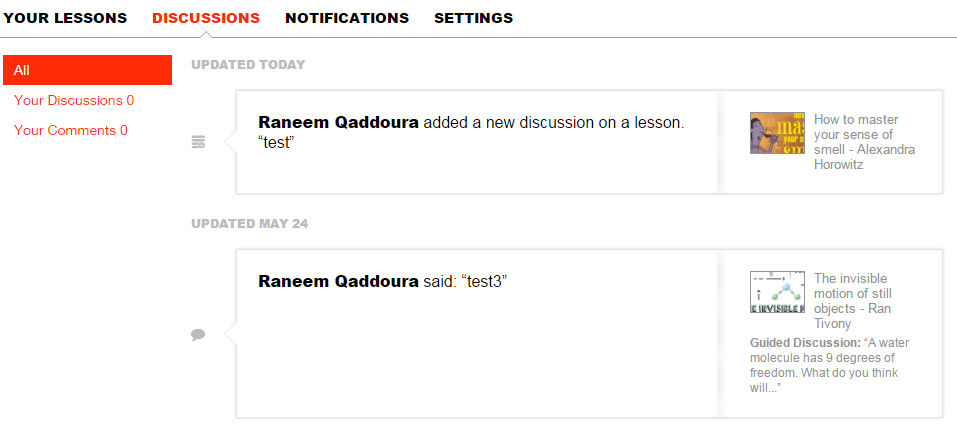 YOUR LESSONS DISCUSSIONS NOTIFICATIONS SETTINGS
All
Your Discussions 0
Your Comments 0
UPDATED TODAY
Raneem Qaddoura added a new discussion on a lesson.
“test”
How to master
your sense of
smell - Alexandra
Horowitz
UPDATED MAY 24
Raneem Qaddoura said: “test3”
The invisible
motion of still
objects - Ran
Tivony
Guided Discussion: “A water
molecule has 9 degrees of
freedom. What do you think
will...”